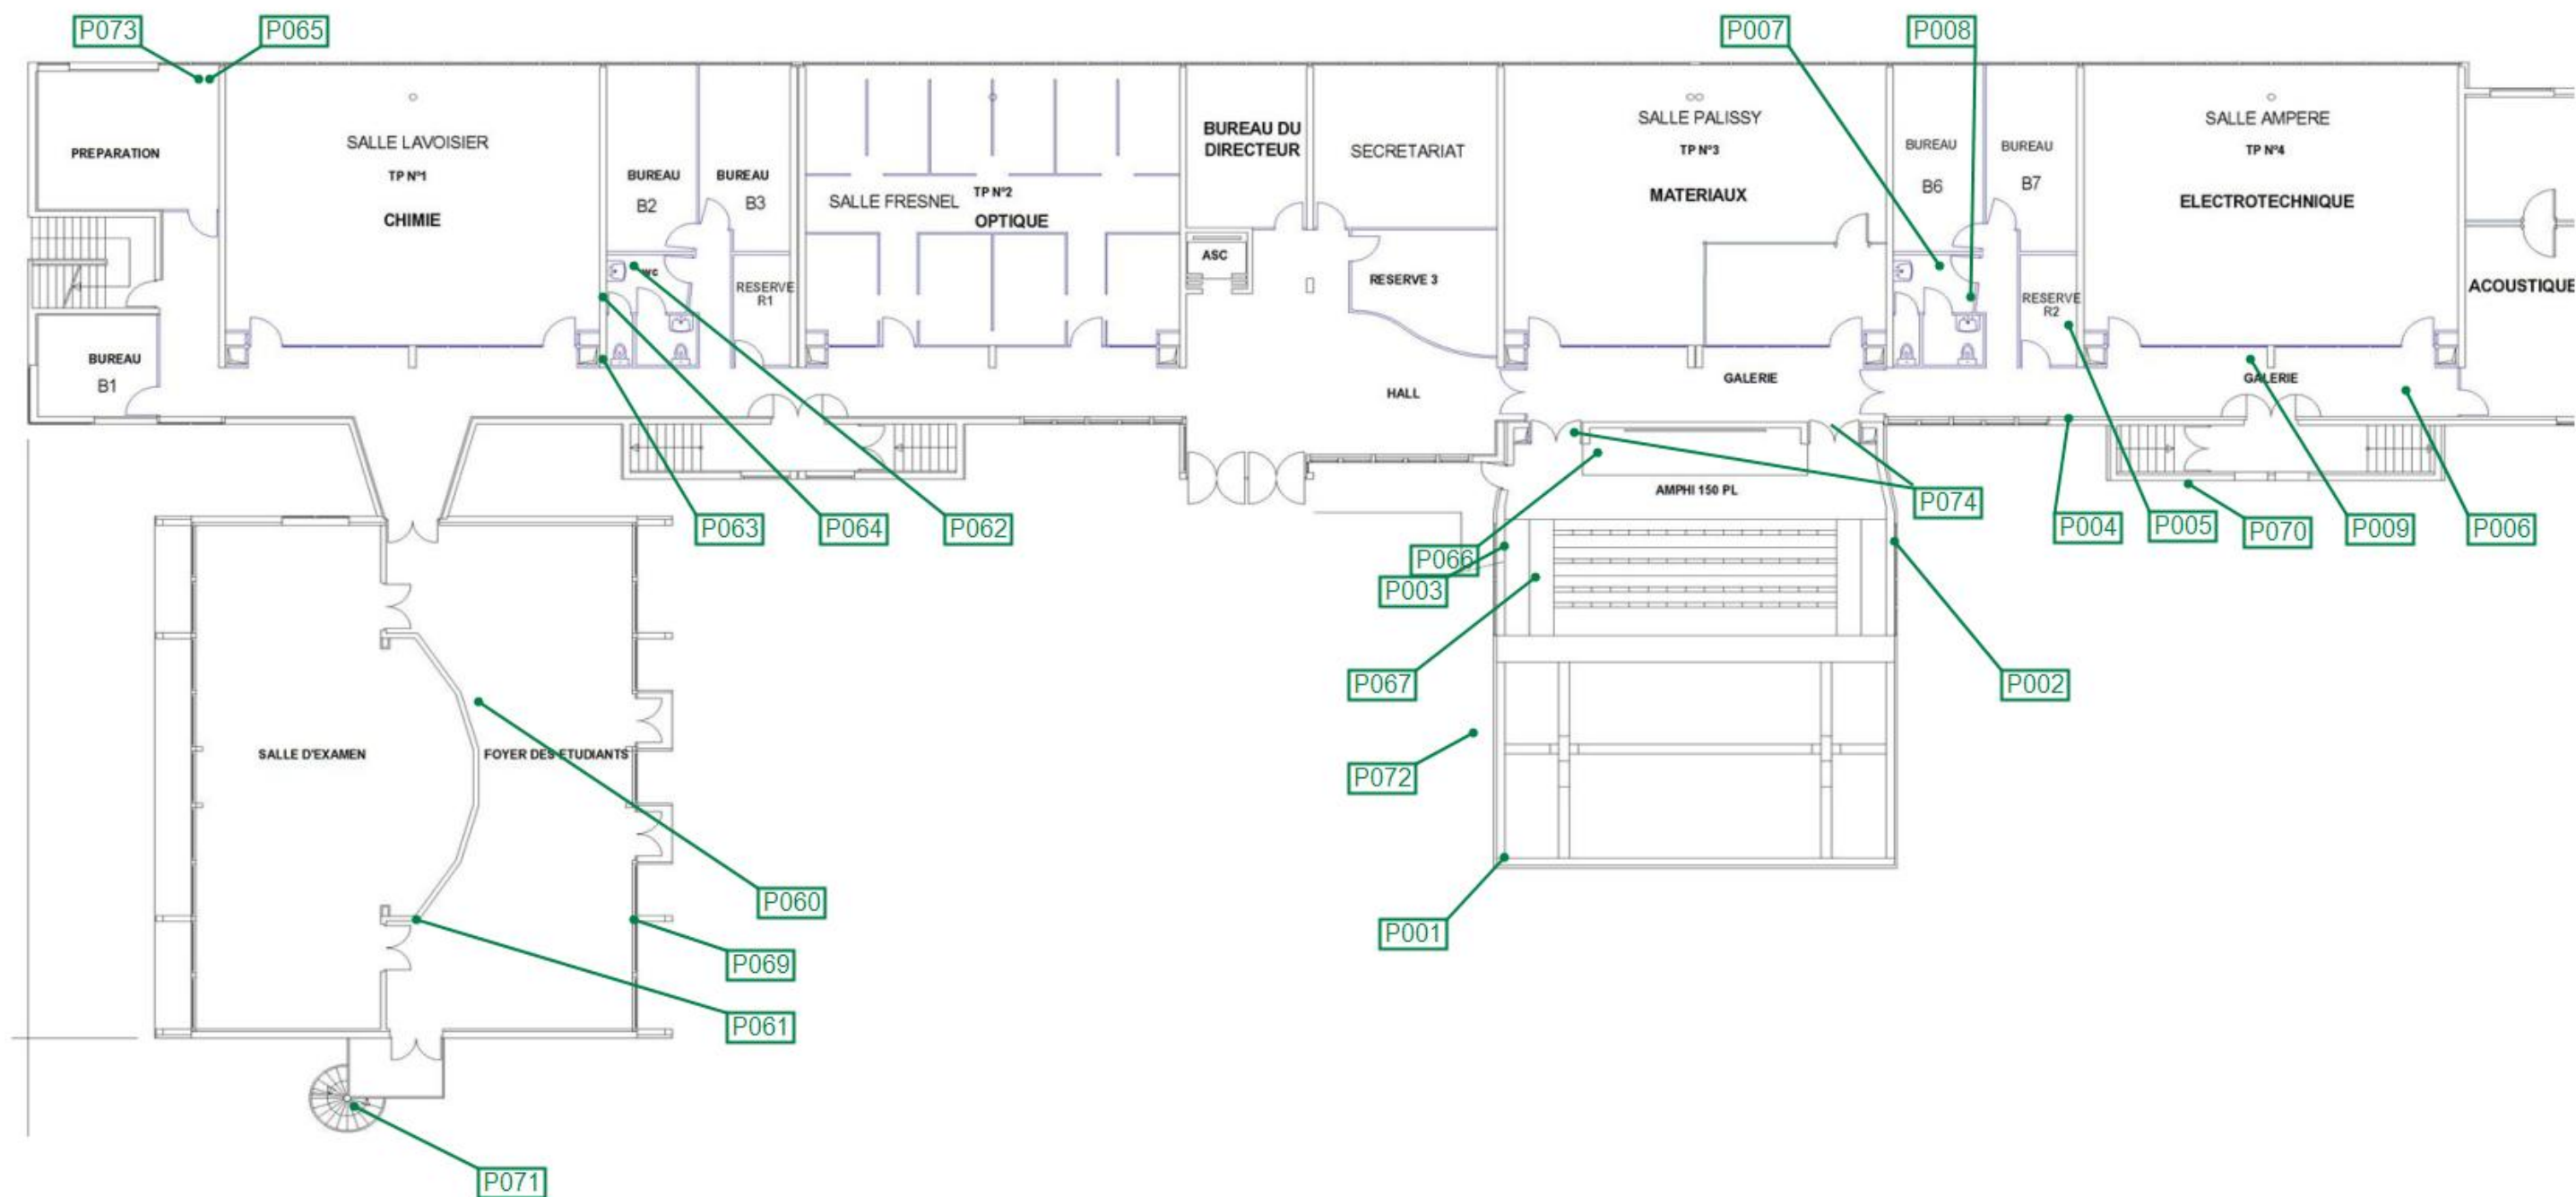 P073
P065
P007
P008
PREPARATION
SALLE LAVOISIER
TP N°1
CHIMIE
BUREAU
B2
BUREAU
B3
SALLE FRESNEL
TP N°2
OPTIQUE
BUREAU DU
DIRECTEUR
SECRETARIAT
SALLE PALISSY
TP N°3
MATERIAUX
BUREAU
B6
BUREAU
B7
SALLE AMPERE
TP N°4
ELECTROTECHNIQUE
ASC
RESERVE 3
wc
RESERVE
R1
RESERVE
R2
ACOUSTIQUE
BUREAU
B1
HALL
GALERIE
GALERIE
AMPHI 150 PL
P063
P064
P062
P066
P003
P074
P004
P005
P070
P009
P006
P067
P002
P072
SALLE D'EXAMEN
FOYER DES ETUDIANTS
P060
P069
P061
P001
P071